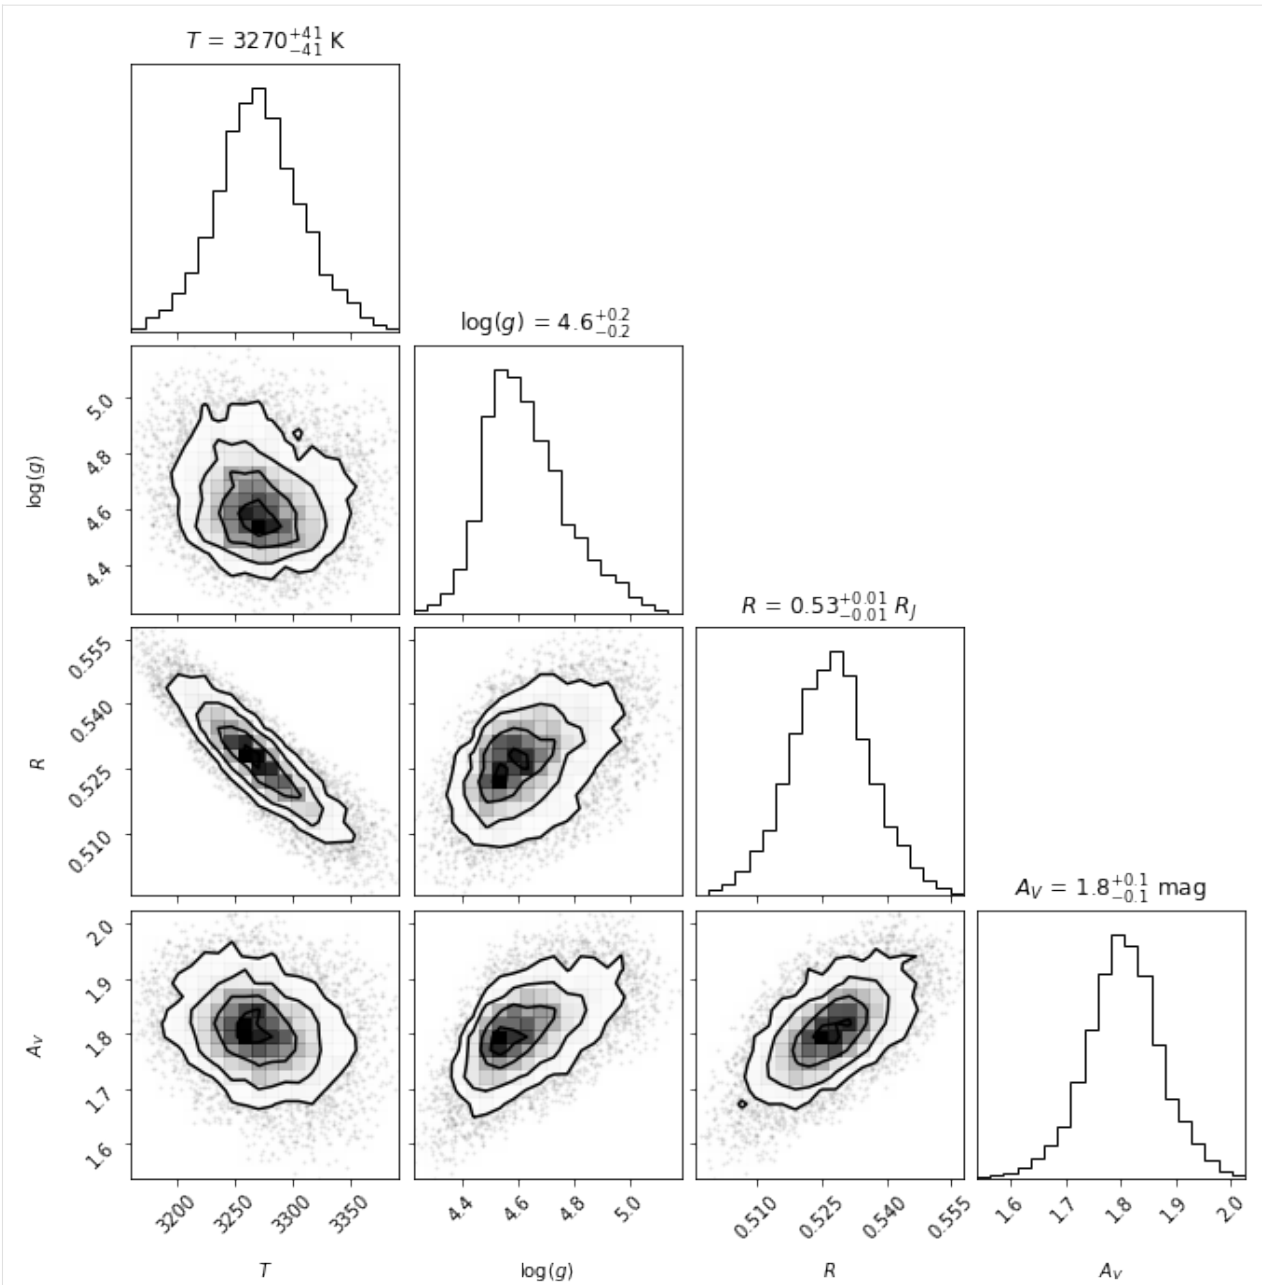 T = 3270+41−41 K
log(g) = 4.6+0.2−0.2
5.0
4.8
4.6
4.4
log(g)
R = 0.53+0.01−0.01 RJ
0.555
0.540
0.525
0.510
R
AV = 1.8+0.1−0.1 mag
2.0
1.9
1.8
1.7
1.6
AV
3200 3250 3300 3350 4.4 4.6 4.8 5.0 0.510 0.525 0.540 0.555 1.6 1.7 1.8 1.9 2.0
T log(g) R AV